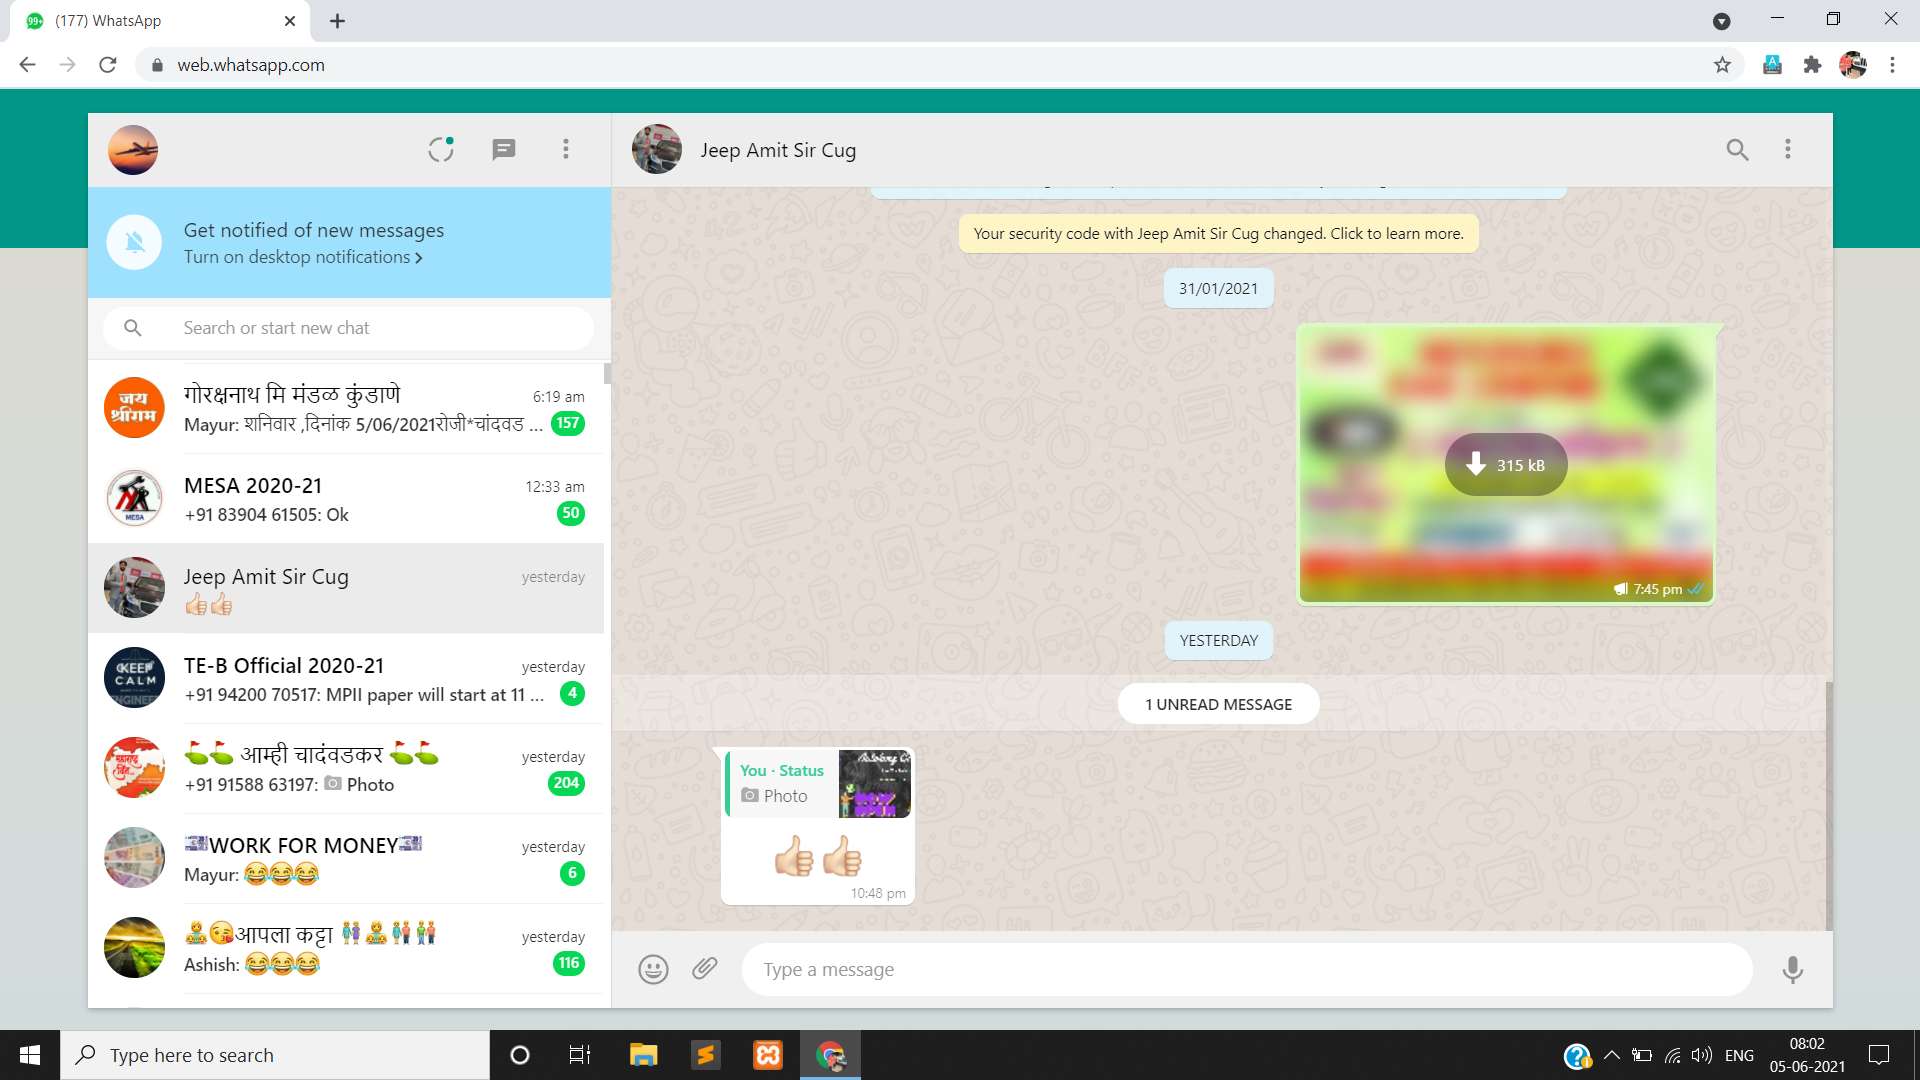 (177) WhatsApp
web.whatsapp.com
Jeep Amit Sir Cug
Get notified of new messages
Turn on desktop notifications
Search or start new chat
गोरक्षनाथ मि मंडळ कुंडाणे 6:19 am
Mayur: शनिवार ,दिनांक 5/06/2021रोजी*चांदवड ... 157
MESA 2020-21 12:33 am
+91 83904 61505: Ok 50
Jeep Amit Sir Cug yesterday
👍🏻👍🏻
TE-B Official 2020-21 yesterday
+91 94200 70517: MPII paper will start at 11 ... 4
⛳⛳ आम्ही चादंवडकर ⛳⛳ yesterday
+91 91588 63197: Photo 204
WORK FOR MONEY yesterday
Mayur: 😂😂😂 6
😘आपला कट्टा yesterday
Ashish: 😂😂😂 116
जय
श्रीराम
MESA
KEEP
CALM
Your security code with Jeep Amit Sir Cug changed. Click to learn more.
31/01/2021
315 kB
7:45 pm
YESTERDAY
1 UNREAD MESSAGE
You · Status
Photo
👍🏻👍🏻
10:48 pm
Type a message
Type here to search
ENG
08:02
05-06-2021